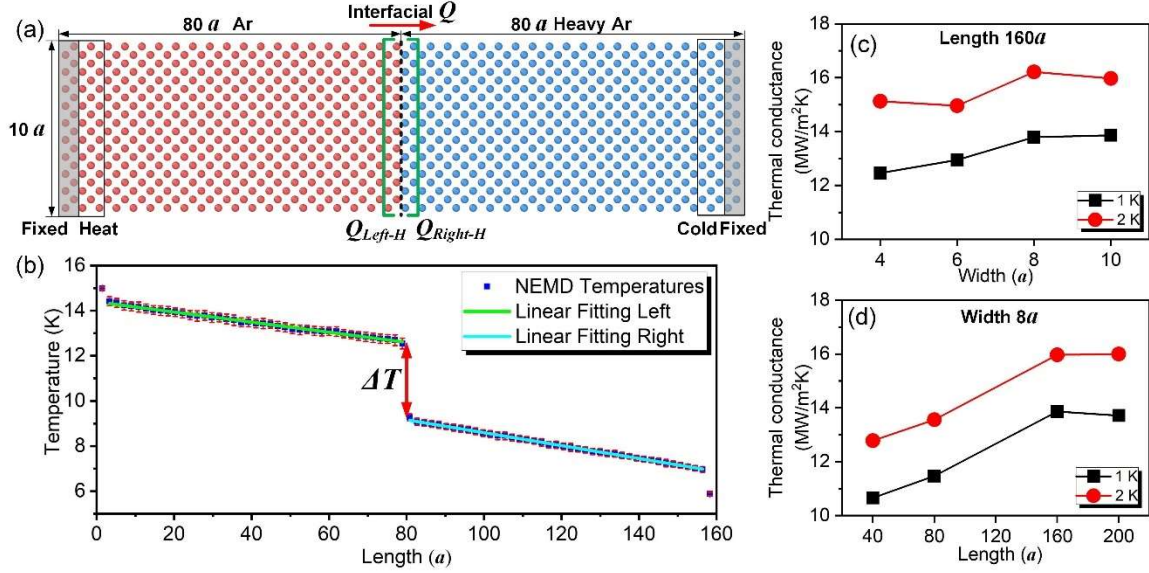 (a)
80 a Ar
Interfacial Q
80 a Heavy Ar
10 a
Fixed Heat
Q Left-H
Q Right-H
Cold Fixed
(b)
16
14
12
10
8
6
Temperature (K)
NEMD Temperatures
Linear Fitting Left
Linear Fitting Right
ΔT
0 20 40 60 80 100 120 140 160
Length (a)
(c)
Length 160a
18
16
14
12
10
Thermal conductance
(MW/m²K)
1 K
2 K
4 6 8 10
Width (a)
(d)
Width 8a
18
16
14
12
10
Thermal conductance
(MW/m²K)
1 K
2 K
40 80 120 160 200
Length (a)